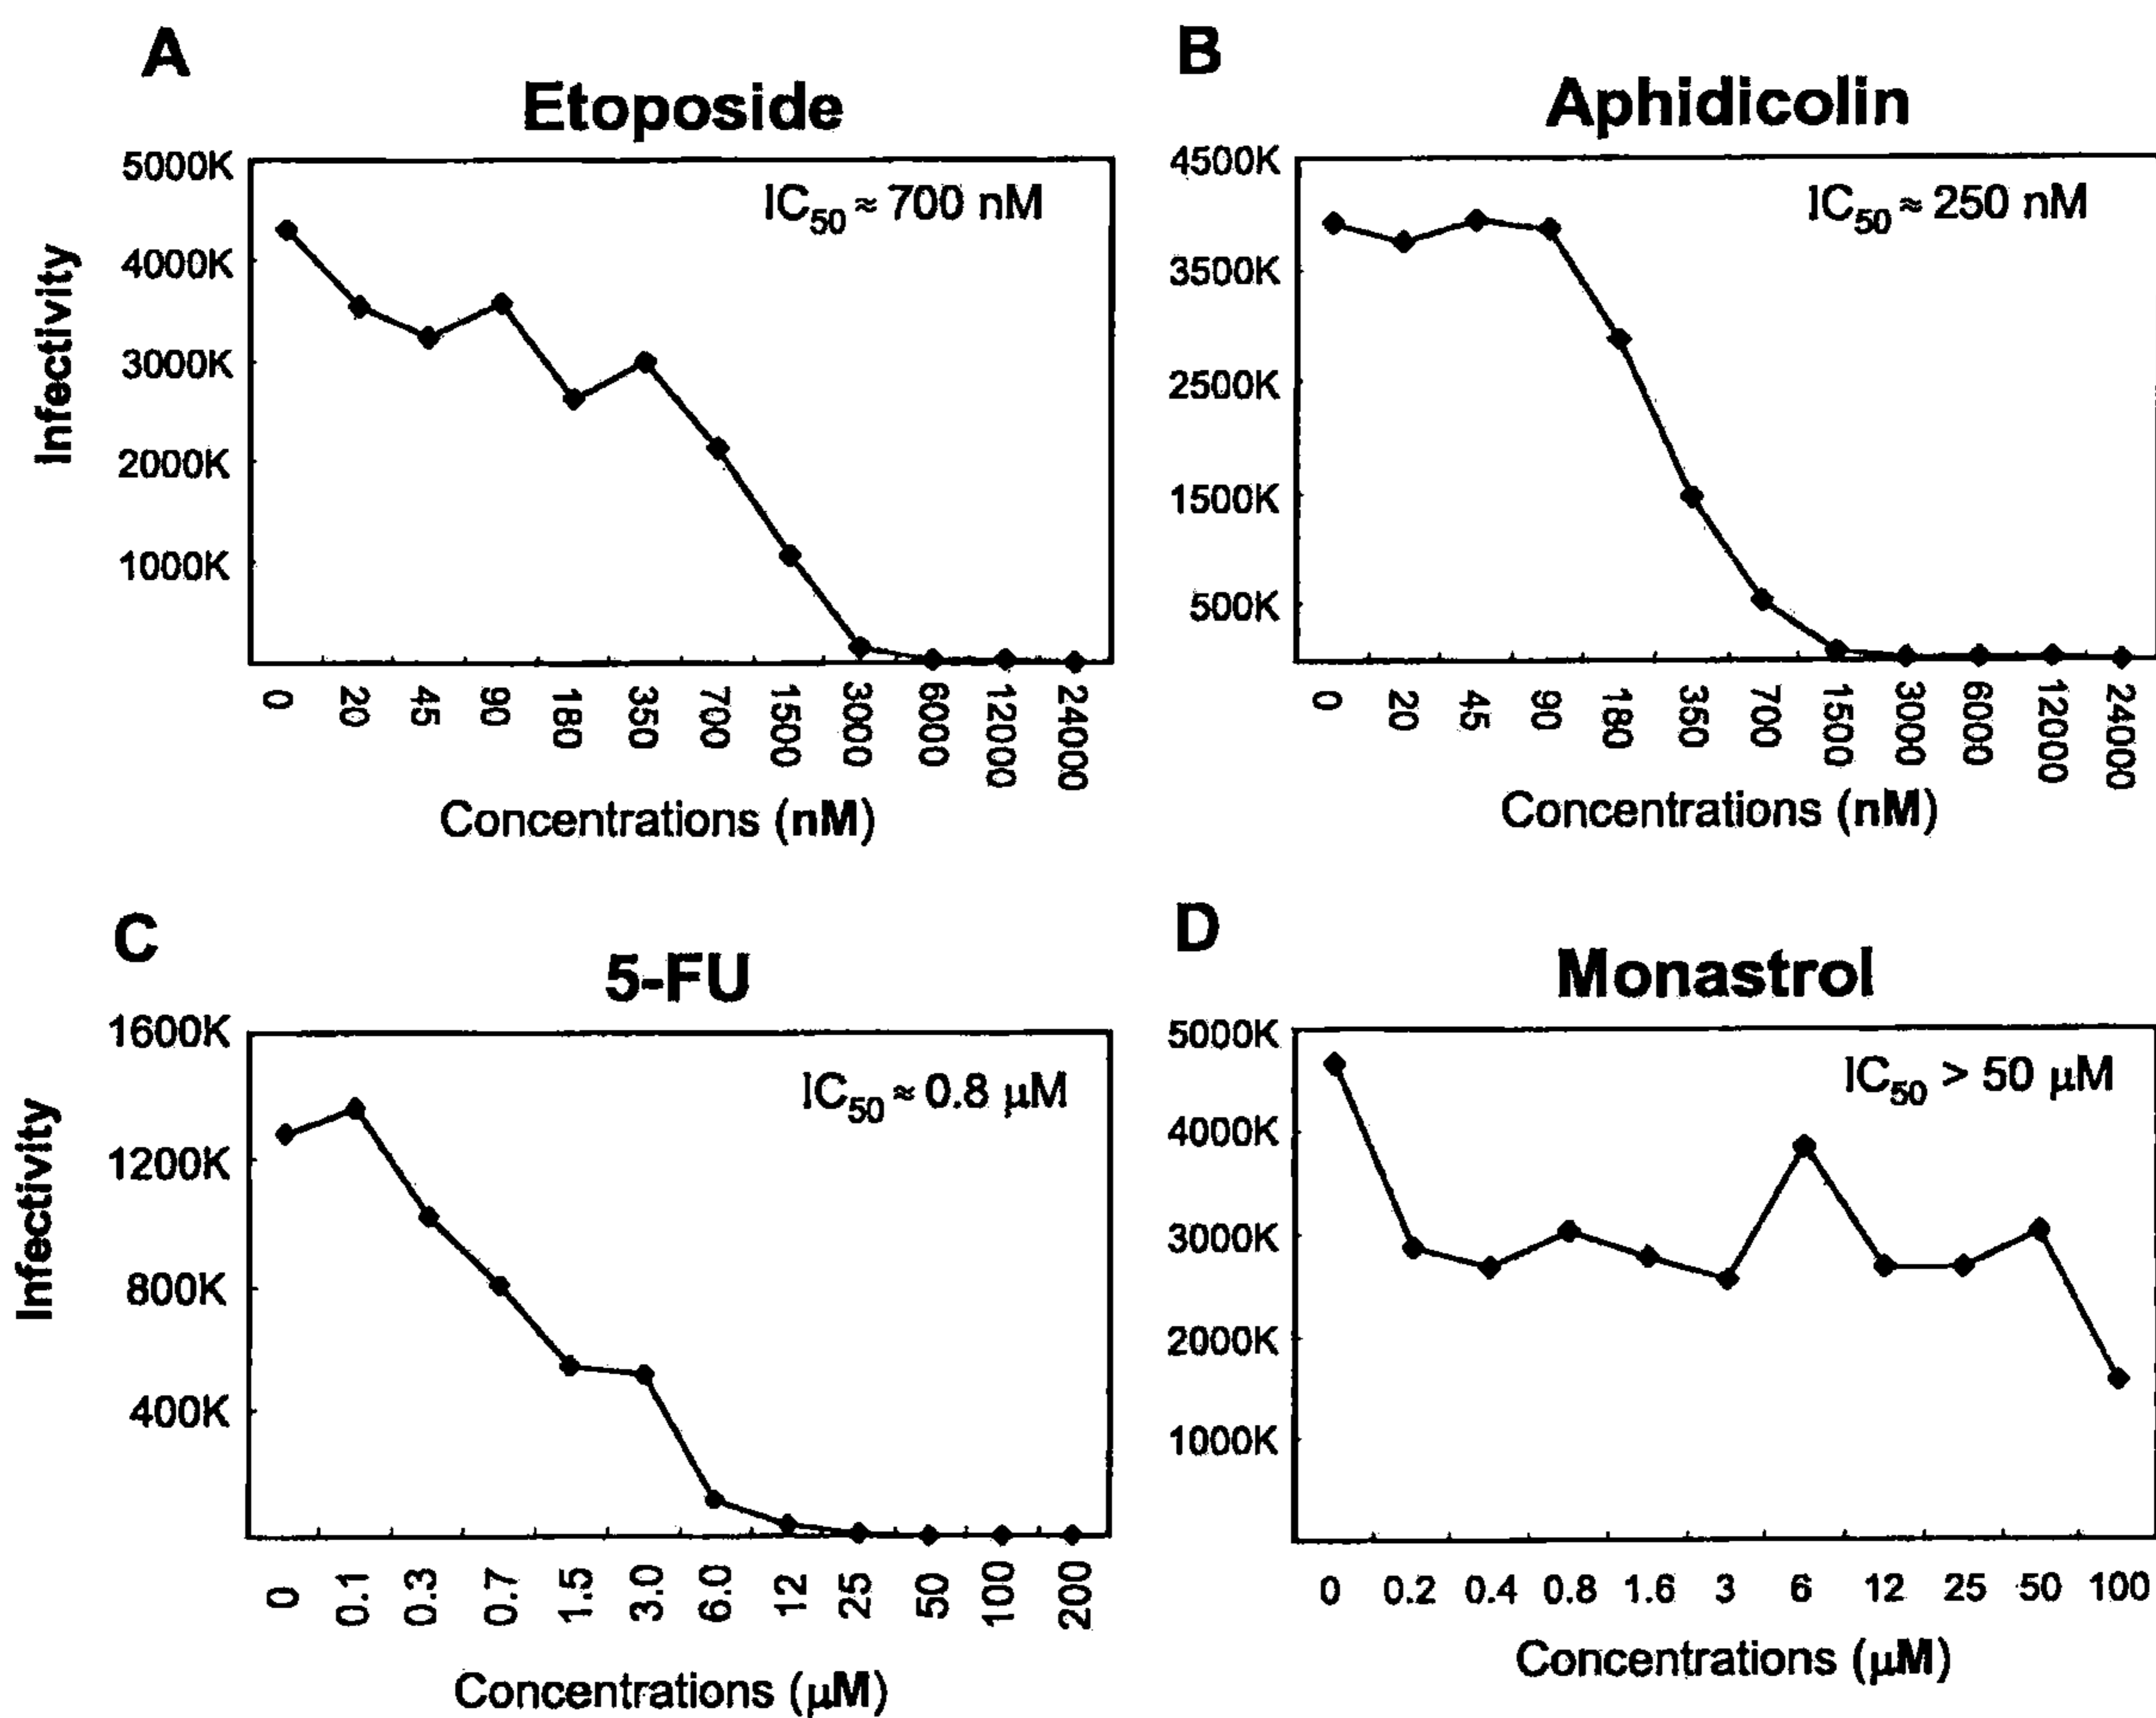 A
Etoposide
5000K
4000K
3000K
2000K
1000K
Infectivity
IC50 ≈ 700 nM
0 20 45 90 180 350 700 1500 3000 6000 12000 24000
Concentrations (nM)
B
Aphidicolin
4500K
3500K
2500K
1500K
500K
IC50 ≈ 250 nM
0 20 45 90 180 350 700 1500 3000 6000 12000 24000
Concentrations (nM)
C
5-FU
1600K
1200K
800K
400K
Infectivity
IC50 ≈ 0.8 μM
0 0.1 0.3 0.7 1.5 3.0 6.0 12 25 50 100 200
Concentrations (μM)
D
Monastrol
5000K
4000K
3000K
2000K
1000K
IC50 > 50 μM
0 0.2 0.4 0.8 1.6 3 6 12 25 50 100
Concentrations (μM)